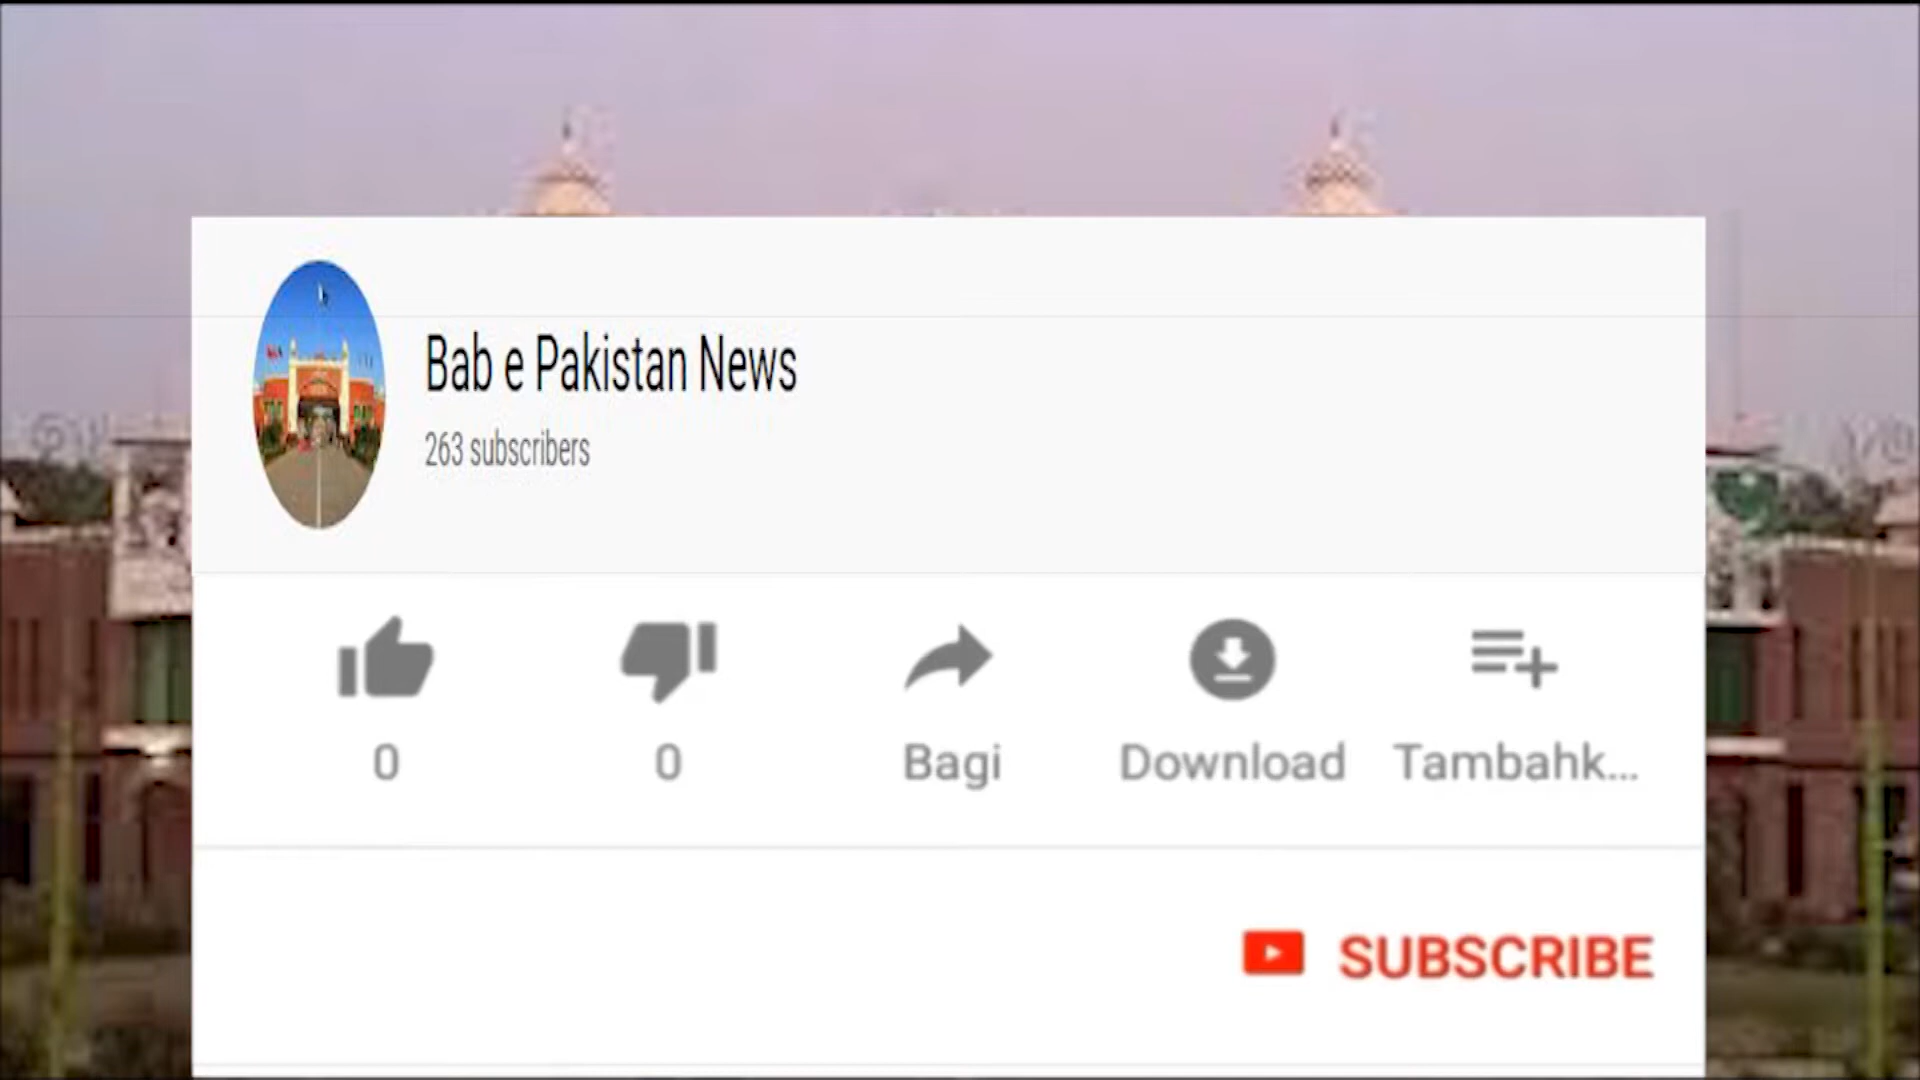 Bab e Pakistan News
263 subscribers
0
0
Bagi
Download
Tambahk...
SUBSCRIBE